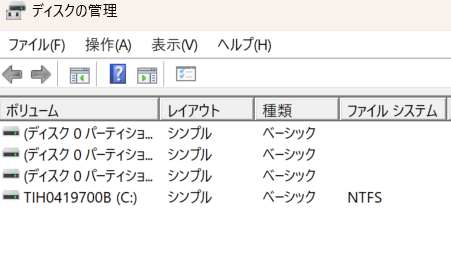 ディスクの管理
ファイル(F) 操作(A) 表示(V) ヘルプ(H)
ボリューム レイアウト 種類 ファイル システム
(ディスク 0 パーティショ... シンプル ベーシック
(ディスク 0 パーティショ... シンプル ベーシック
(ディスク 0 パーティショ... シンプル ベーシック
TIH0419700B (C:) シンプル ベーシック NTFS